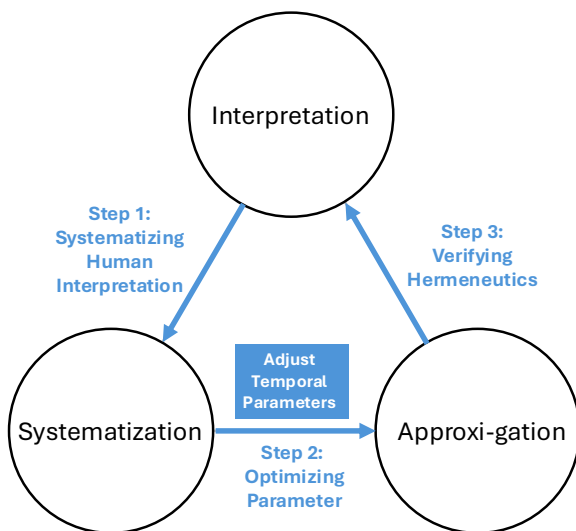 Interpretation
Step 1:
Systematizing
Human
Interpretation
Step 3:
Verifying
Hermeneutics
Adjust
Temporal
Parameters
Systematization
Approxi-gation
Step 2:
Optimizing
Parameter